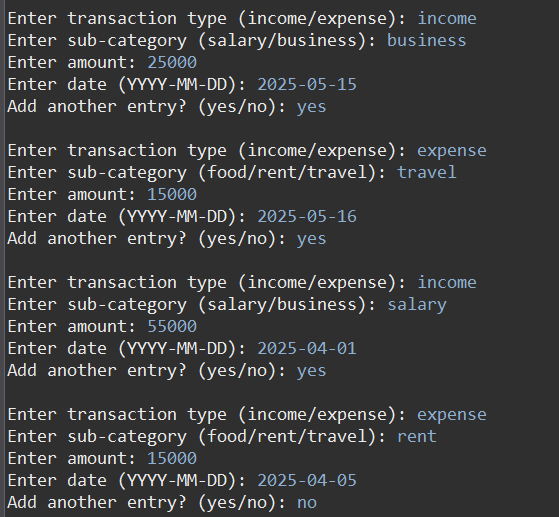 Enter transaction type (income/expense): income
Enter sub-category (salary/business): business
Enter amount: 25000
Enter date (YYYY-MM-DD): 2025-05-15
Add another entry? (yes/no): yes
Enter transaction type (income/expense): expense
Enter sub-category (food/rent/travel): travel
Enter amount: 15000
Enter date (YYYY-MM-DD): 2025-05-16
Add another entry? (yes/no): yes
Enter transaction type (income/expense): income
Enter sub-category (salary/business): salary
Enter amount: 55000
Enter date (YYYY-MM-DD): 2025-04-01
Add another entry? (yes/no): yes
Enter transaction type (income/expense): expense
Enter sub-category (food/rent/travel): rent
Enter amount: 15000
Enter date (YYYY-MM-DD): 2025-04-05
Add another entry? (yes/no): no